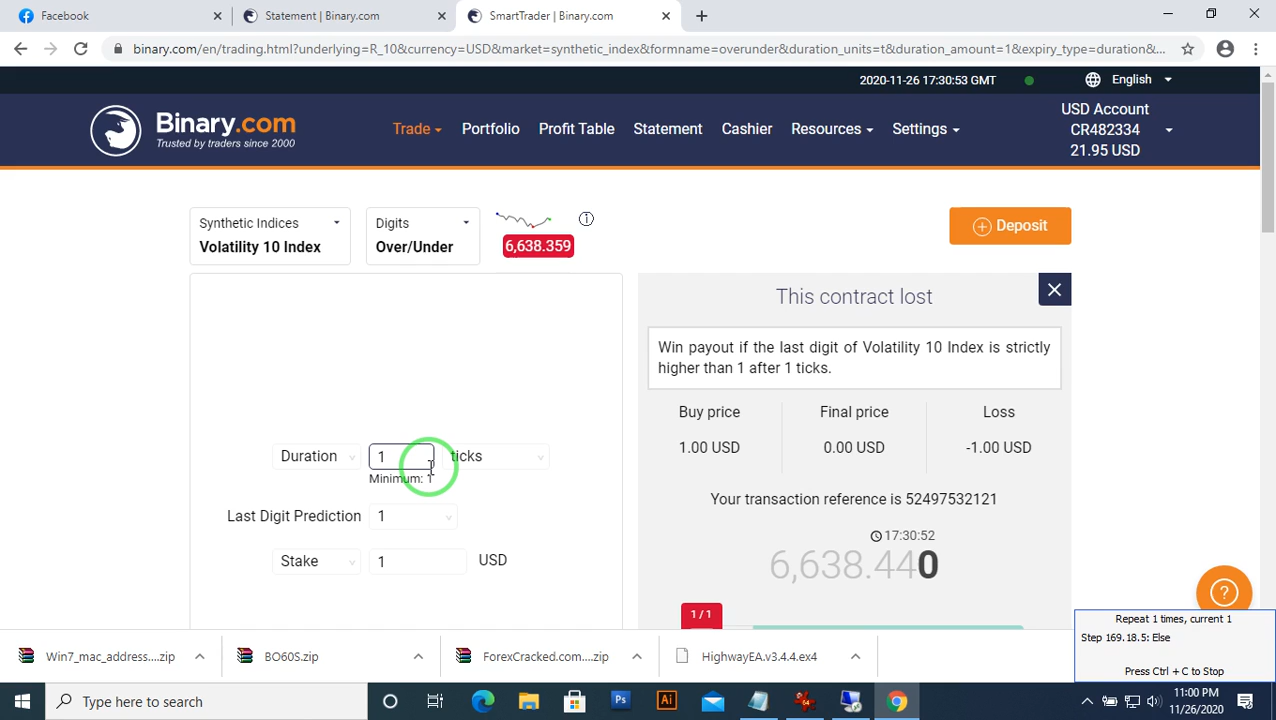 Facebook
Statement | Binary.com
SmartTrader | Binary.com
binary.com/en/trading.html?underlying=R_10&currency=USD&market=synthetic_index&formname=overunder&duration_units=t&duration_amount=1&expiry_type=duration&...
2020-11-26 17:30:53 GMT
English
Binary.com
Trusted by traders since 2000
Trade
Portfolio
Profit Table
Statement
Cashier
Resources
Settings
USD Account
CR482334
21.95 USD
Synthetic Indices
Volatility 10 Index
Digits
Over/Under
6,638.359
Deposit
This contract lost
Win payout if the last digit of Volatility 10 Index is strictly
higher than 1 after 1 ticks.
Buy price
Final price
Loss
1.00 USD
0.00 USD
-1.00 USD
Your transaction reference is 52497532121
17:30:52
6,638.440
1 / 1
Duration
1
ticks
Minimum: 1
Last Digit Prediction
1
Stake
1
USD
?
Repeat 1 times, current 1
Step 169.18.5: Else
Press Ctrl + C to Stop
Win7_mac_address....zip
BO60S.zip
ForexCracked.com....zip
HighwayEA.v3.4.4.ex4
Type here to search
Ps
Ai
64
11:00 PM
11/26/2020